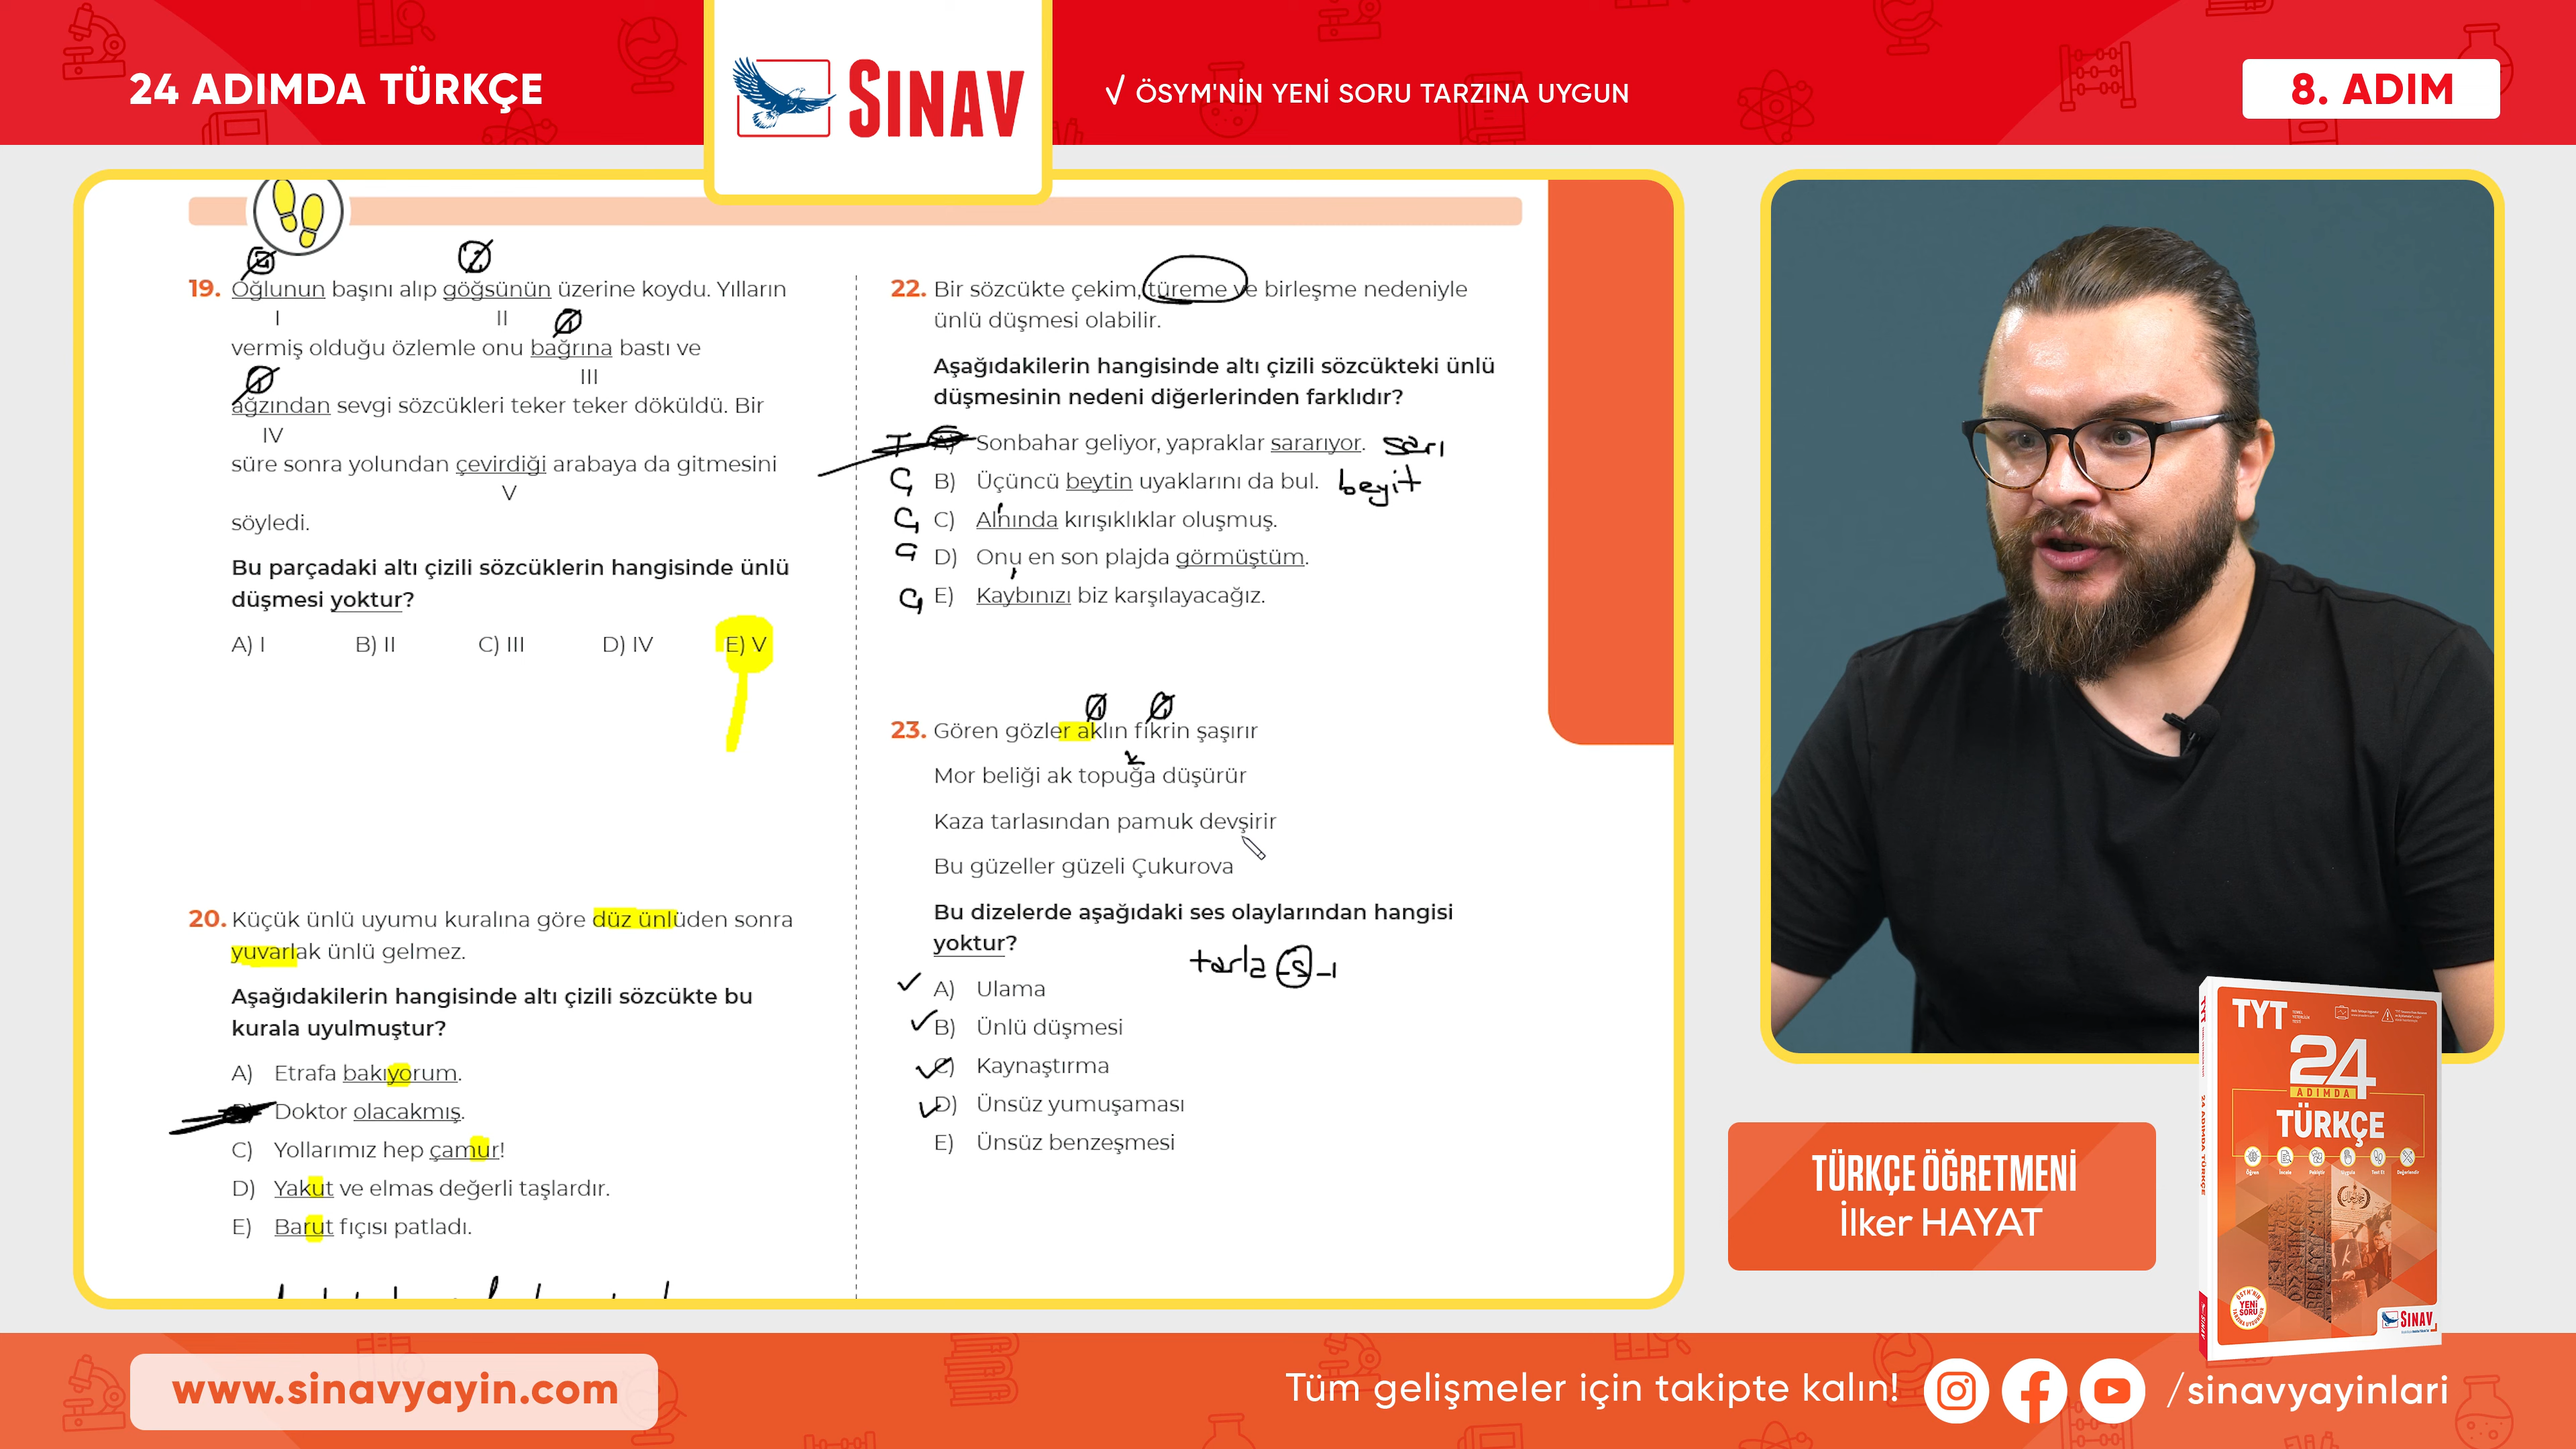 24 ADIMDA TÜRKÇE
SINAV
√ ÖSYM'NİN YENİ SORU TARZINA UYGUN
8. ADIM
19. Oğlunun başını alıp göğsünün üzerine koydu. Yılların
I II
vermiş olduğu özlemle onu bağrına bastı ve
III
ağzından sevgi sözcükleri teker teker döküldü. Bir
IV
süre sonra yolundan çevirdiği arabaya da gitmesini
V
söyledi.
Bu parçadaki altı çizili sözcüklerin hangisinde ünlü
düşmesi yoktur?
A) I B) II C) III D) IV E) V
20. Küçük ünlü uyumu kuralına göre düz ünlüden sonra
yuvarlak ünlü gelmez.
Aşağıdakilerin hangisinde altı çizili sözcükte bu
kurala uyulmuştur?
A) Etrafa bakıyorum.
Doktor olacakmış.
C) Yollarımız hep çamur!
D) Yakut ve elmas değerli taşlardır.
E) Barut fıçısı patladı.
22. Bir sözcükte çekim, türeme ve birleşme nedeniyle
ünlü düşmesi olabilir.
Aşağıdakilerin hangisinde altı çizili sözcükteki ünlü
düşmesinin nedeni diğerlerinden farklıdır?
T A) Sonbahar geliyor, yapraklar sararıyor. sarı
Ç B) Üçüncü beytin uyaklarını da bul. beyit
Ç C) Alnında kırışıklıklar oluşmuş.
Ç D) Onu en son plajda görmüştüm.
Ç E) Kaybınızı biz karşılayacağız.
23. Gören gözler aklın fikrin şaşırır
k
Mor beliği ak topuğa düşürür
Kaza tarlasından pamuk devşirir
Bu güzeller güzeli Çukurova
Bu dizelerde aşağıdaki ses olaylarından hangisi
yoktur?
tarla -s-ı
A) Ulama
B) Ünlü düşmesi
C) Kaynaştırma
D) Ünsüz yumuşaması
E) Ünsüz benzeşmesi
TÜRKÇE ÖĞRETMENİ
İlker HAYAT
TYT
24
ADIMDA
TÜRKÇE
YENİ
SORU
SINAV
www.sinavyayin.com
Tüm gelişmeler için takipte kalın!
/sinavyayinlari